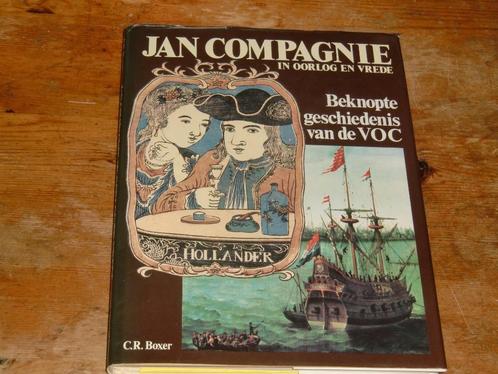 JAN COMPAGNIE
IN OORLOG EN VREDE
Beknopte
geschiedenis
van de VOC
HOLLANDER
C.R. Boxer